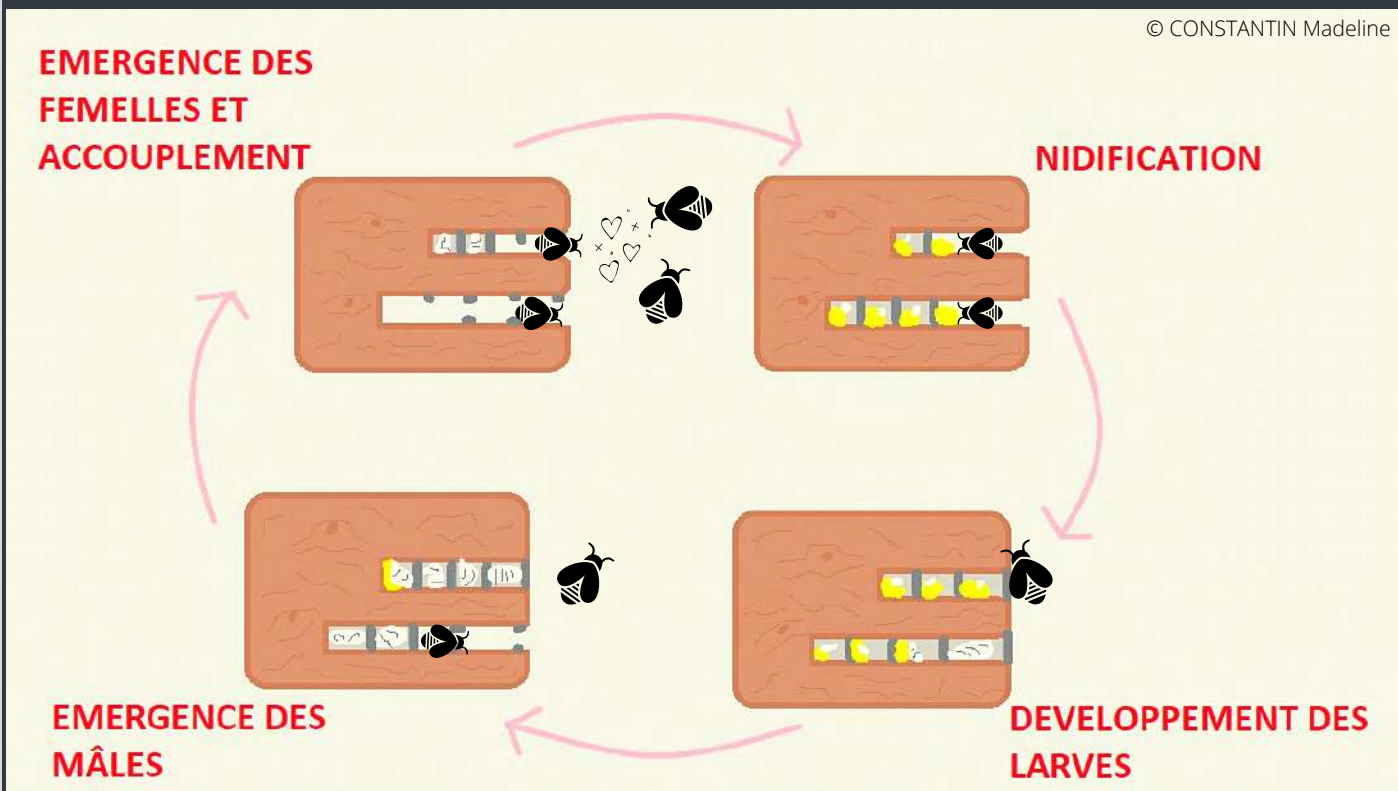 © CONSTANTIN Madeline
EMERGENCE DES
FEMELLES ET
ACCOUPLEMENT
NIDIFICATION
EMERGENCE DES
MÂLES
DEVELOPPEMENT DES
LARVES